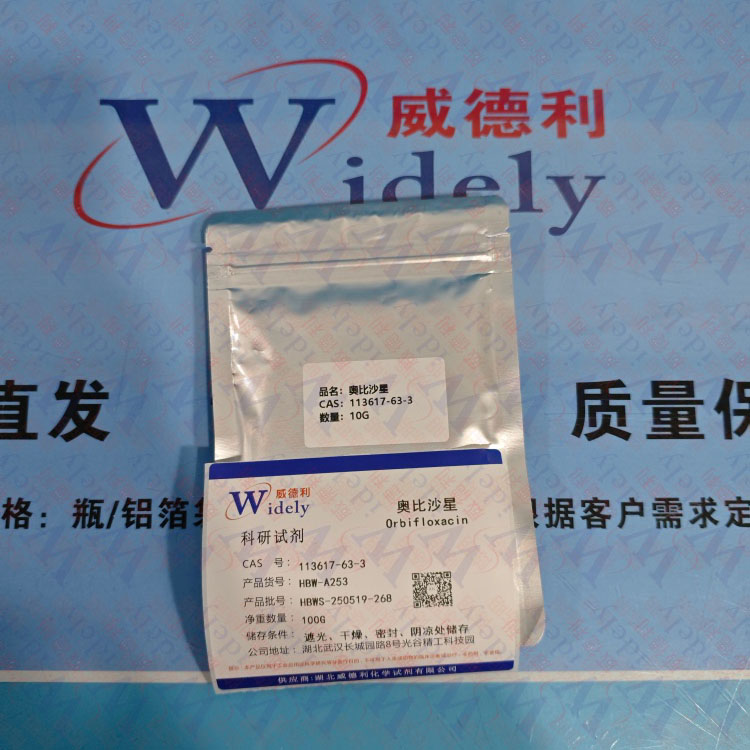 威德利
Widely
直发
质量保
格：瓶/铝箔袋
根据客户需求定
品名：奥比沙星
CAS：113617-63-3
数量：10G
威德利
Widely
奥比沙星
Orbifloxacin
科研试剂
CAS 号：113617-63-3
产品货号：HBW-A253
产品批号：HBWS-250519-268
净重数量：100G
储存条件：遮光、干燥、密封、阴凉处储存
公司地址：湖北武汉长城园路8号光谷精工科技园
供应商:湖北威德利化学试剂有限公司